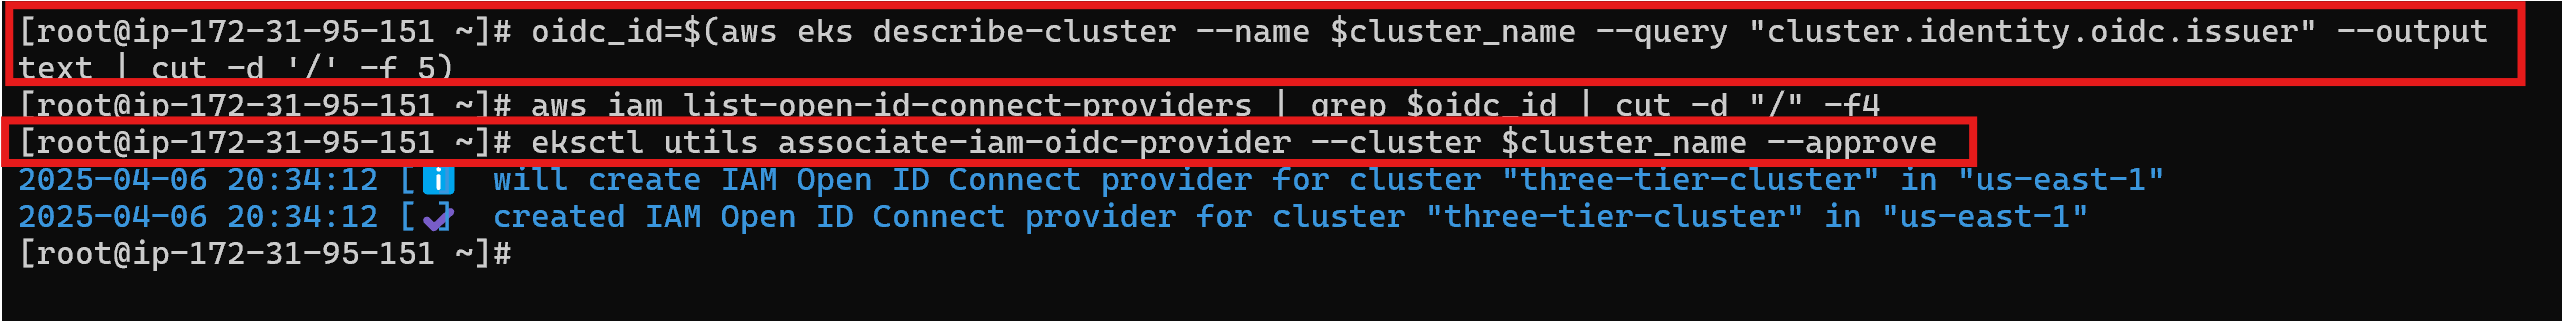 [root@ip-172-31-95-151 ~]# oidc_id=$(aws eks describe-cluster --name $cluster_name --query "cluster.identity.oidc.issuer" --output
text | cut -d '/' -f 5)
[root@ip-172-31-95-151 ~]# aws iam list-open-id-connect-providers | grep $oidc_id | cut -d "/" -f4
[root@ip-172-31-95-151 ~]# eksctl utils associate-iam-oidc-provider --cluster $cluster_name --approve
2025-04-06 20:34:12 [ℹ]  will create IAM Open ID Connect provider for cluster "three-tier-cluster" in "us-east-1"
2025-04-06 20:34:12 [✔]  created IAM Open ID Connect provider for cluster "three-tier-cluster" in "us-east-1"
[root@ip-172-31-95-151 ~]#